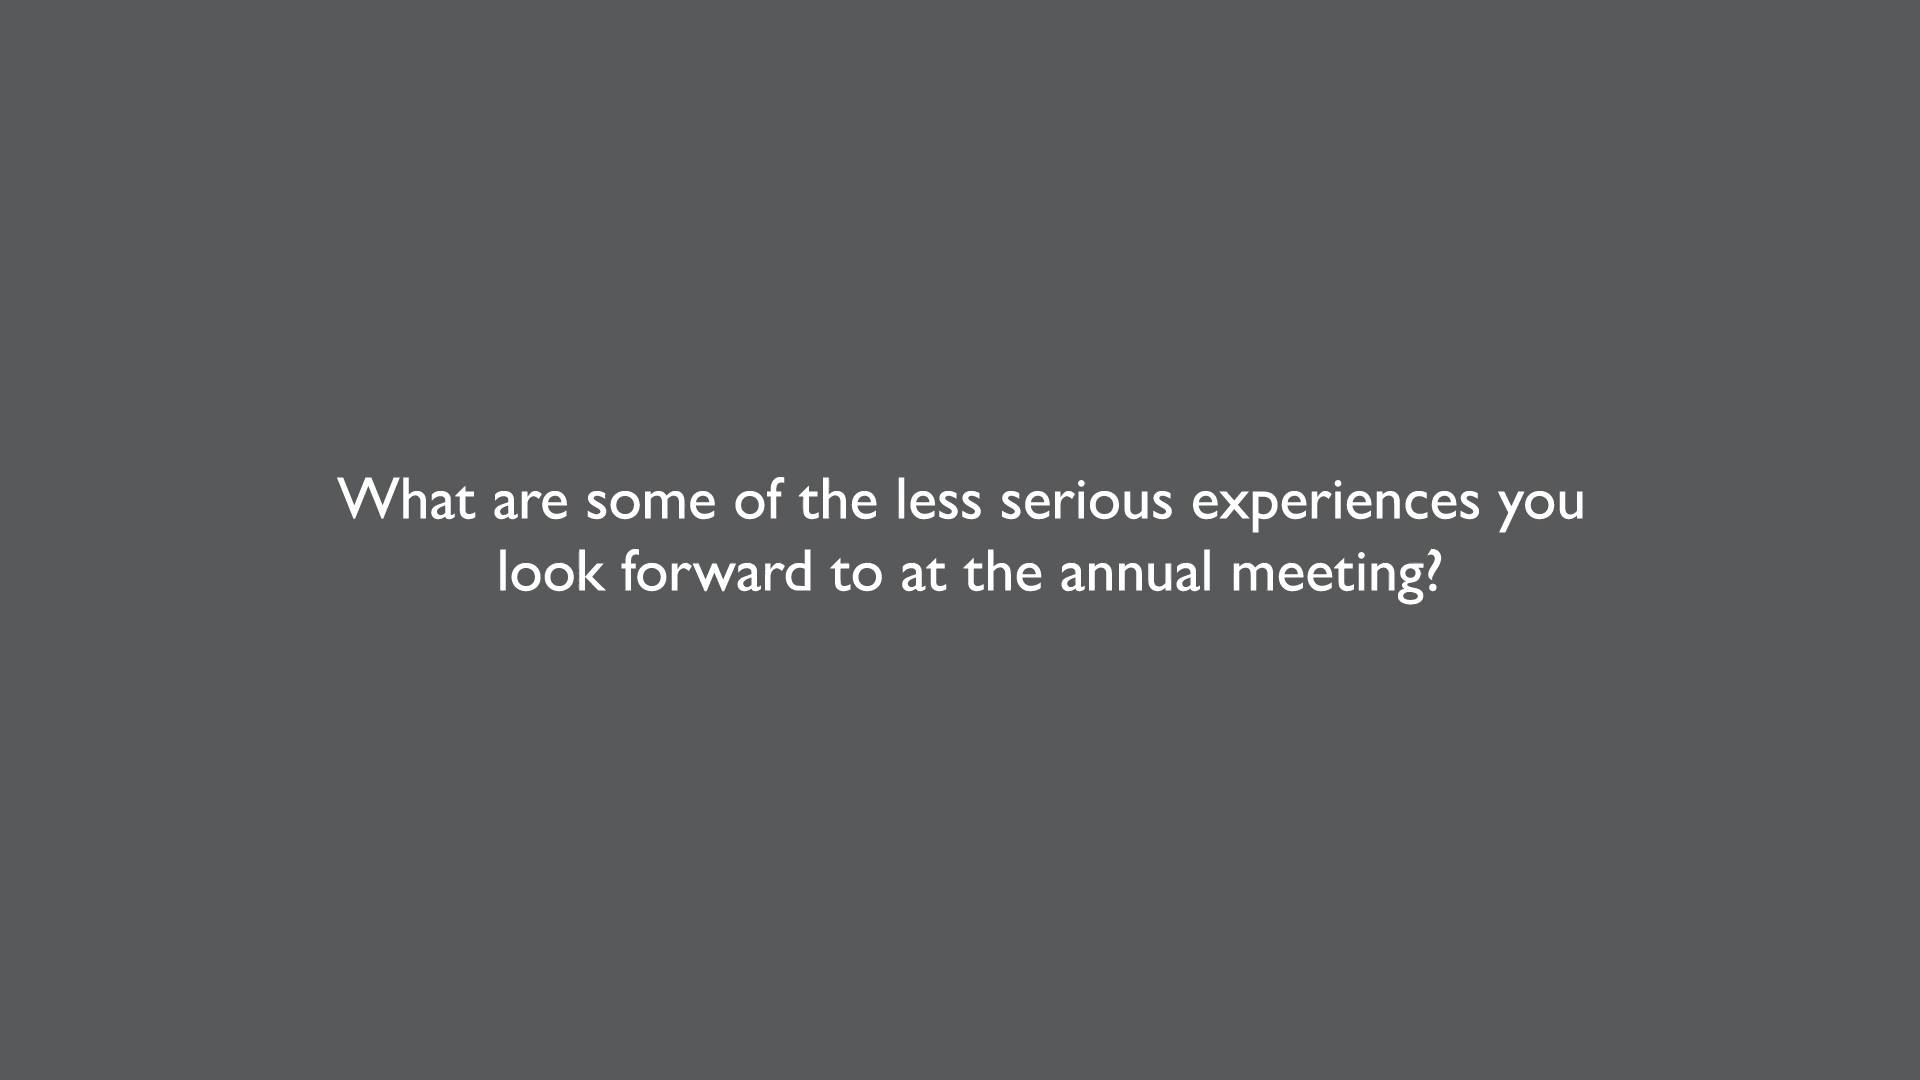 What are some of the less serious experiences you
look forward to at the annual meeting?